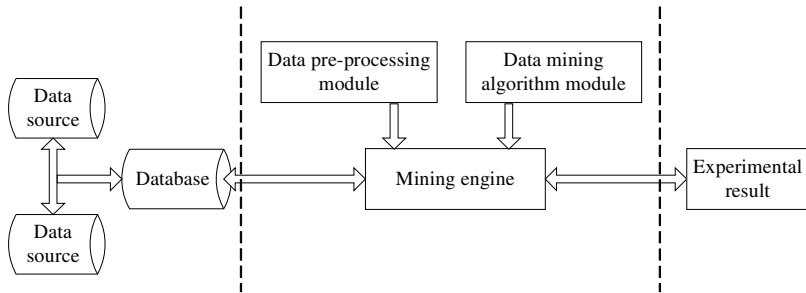 Data pre-processing
module
Data mining
algorithm module
Data
source
Database
Mining engine
Experimental
result
Data
source